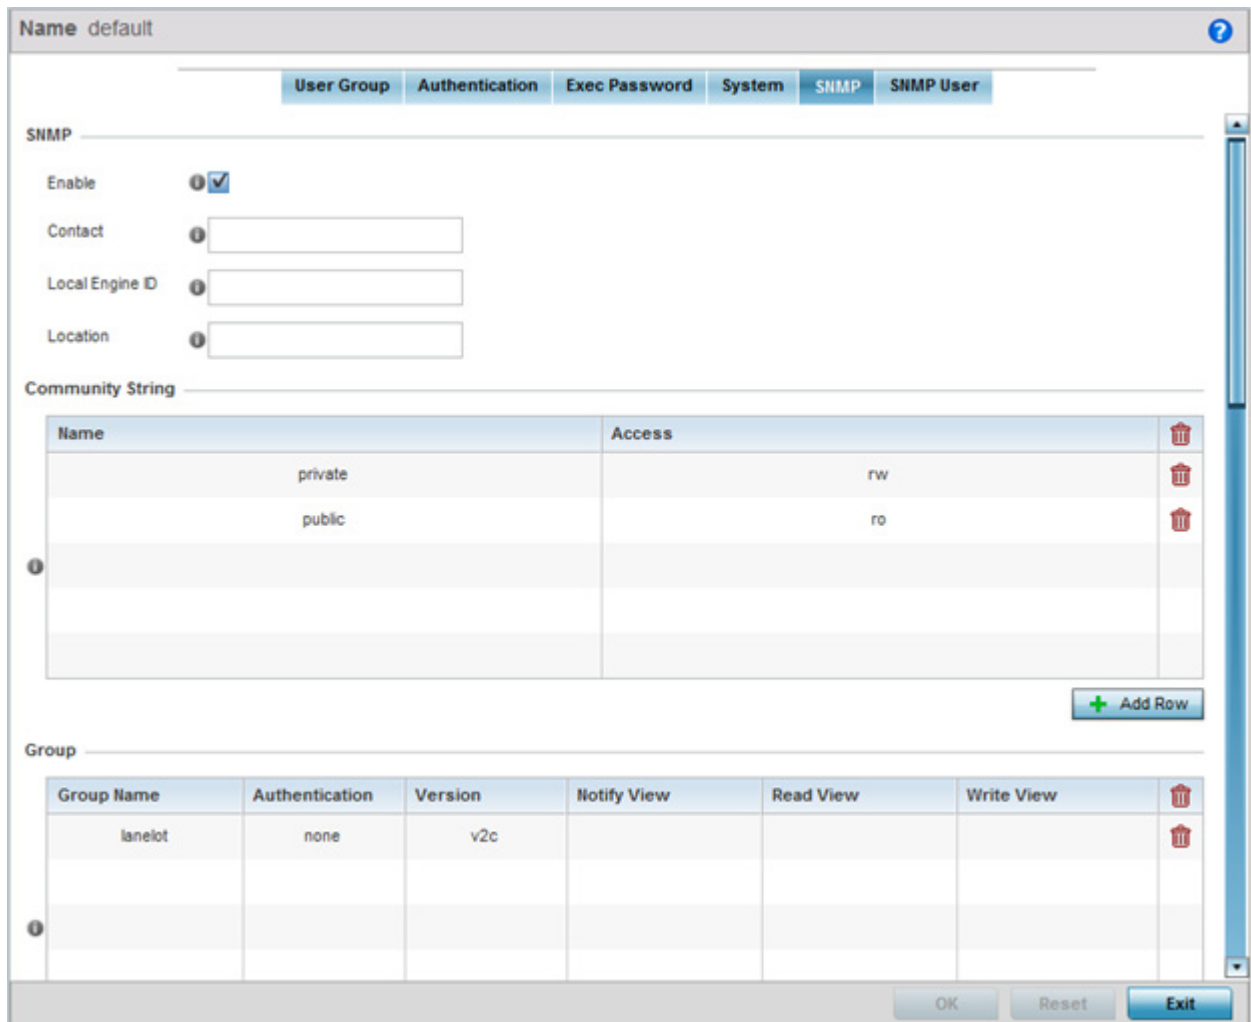 Name default
User Group Authentication Exec Password System SNMP SNMP User
SNMP
Enable
Contact
Local Engine ID
Location
Community String
Name Access
private rw
public ro
Add Row
Group
Group Name Authentication Version Notify View Read View Write View
lanelot none v2c
OK Reset Exit